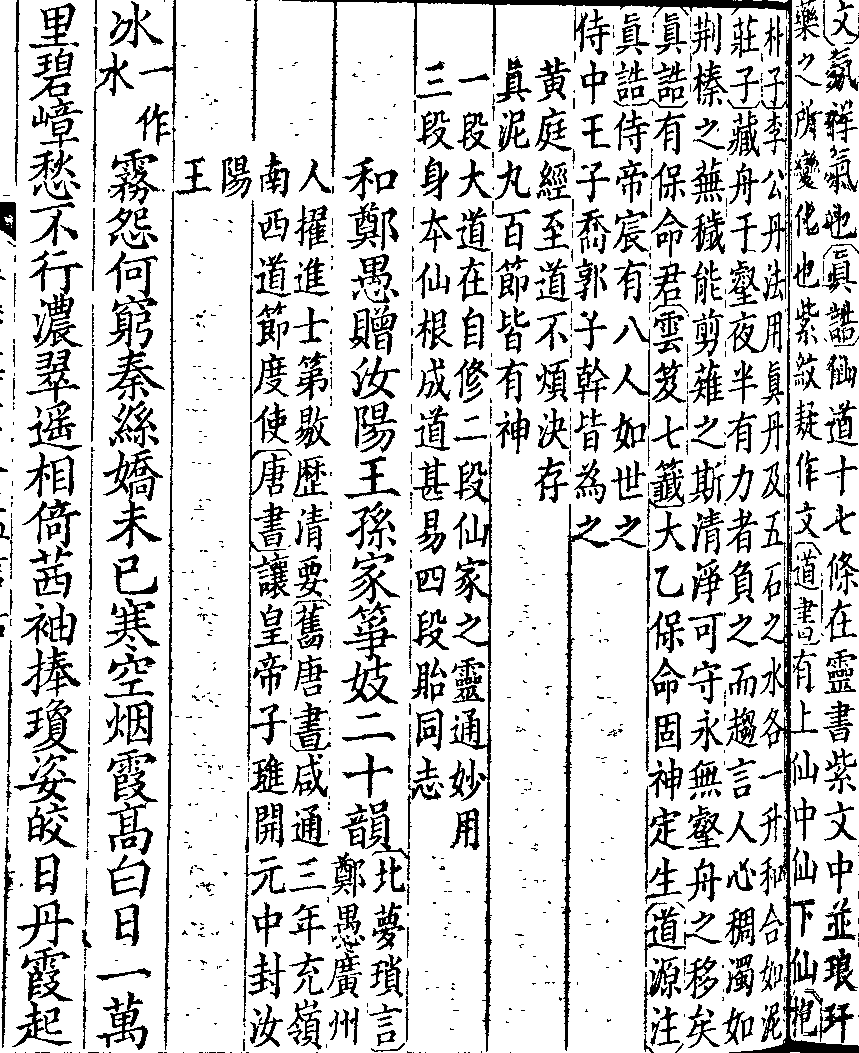 文氣祥氣也真誥仙道十七條在靈書紫文中並琅玕
藥之所變化也紫紋疑作文道書有上仙中仙下仙抱
朴子李公丹法用真丹及五石之水各一升和合如泥
莊子藏舟于壑夜半有力者負之而趨言人心稠濁如
荆榛之蕪穢能剪薙之斯清淨可守永無壑舟之移矣
真誥有保命君雲笈七籤大乙保命固神定生道源注
真誥侍帝宸有八人如世之
侍中王子喬郭子幹皆為之
黄庭經至道不煩決存
真泥丸百節皆有神
一段大道在自修二段仙家之靈通妙用
三段身本仙根成道甚易四段貽同志
和鄭愚贈汝陽王孫家箏妓二十韻
北夢瑣言
鄭愚廣州
人擢進士第敭歴清要舊唐書咸通三年充嶺
南西道節度使唐書讓皇帝子璡開元中封汝
陽
王
冰一作水霧怨何窮秦絲嬌未已寒空烟霞髙白日一萬
里碧嶂愁不行濃翠遥相倚茜袖捧瓊姿皎日丹霞起